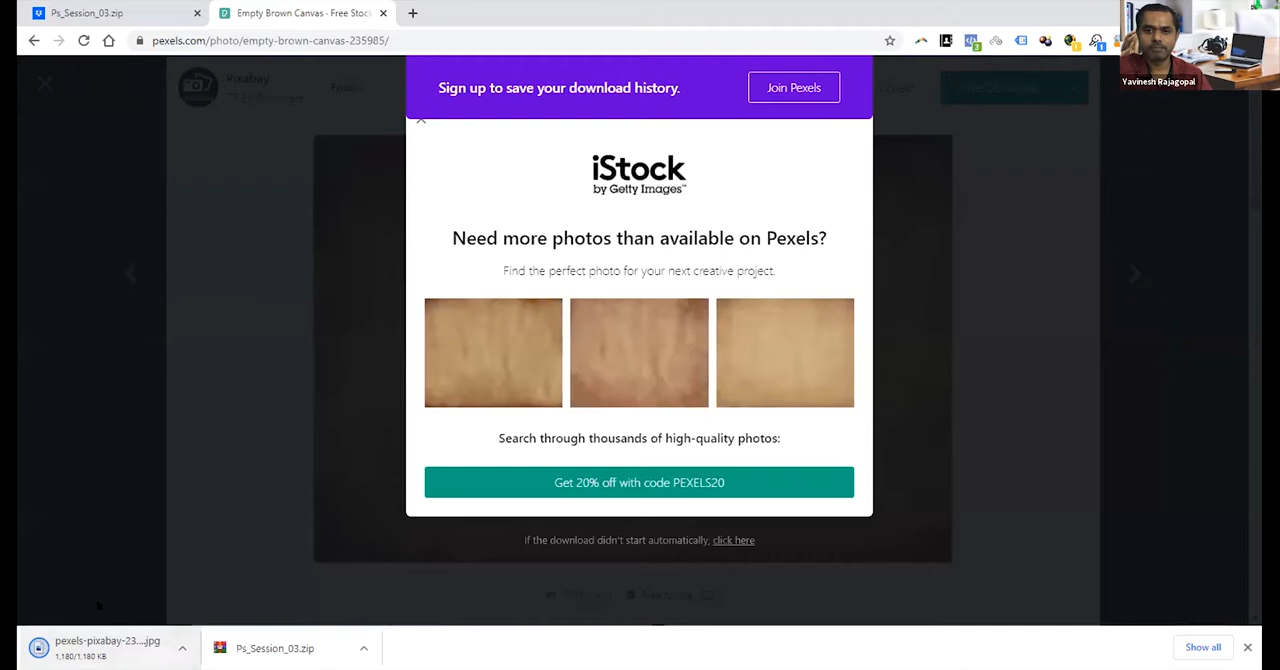 Ps_Session_03.zip
Empty Brown Canvas · Free Stock
pexels.com/photo/empty-brown-canvas-235985/
Yavinesh Rajagopal
Pixabay
Sign up to save your download history.
Join Pexels
iStock
by Getty Images™
Need more photos than available on Pexels?
Find the perfect photo for your next creative project.
Search through thousands of high-quality photos:
Get 20% off with code PEXELS20
If the download didn't start automatically, click here
pexels-pixabay-23....jpg
1,180/1,180 KB
Ps_Session_03.zip
Show all